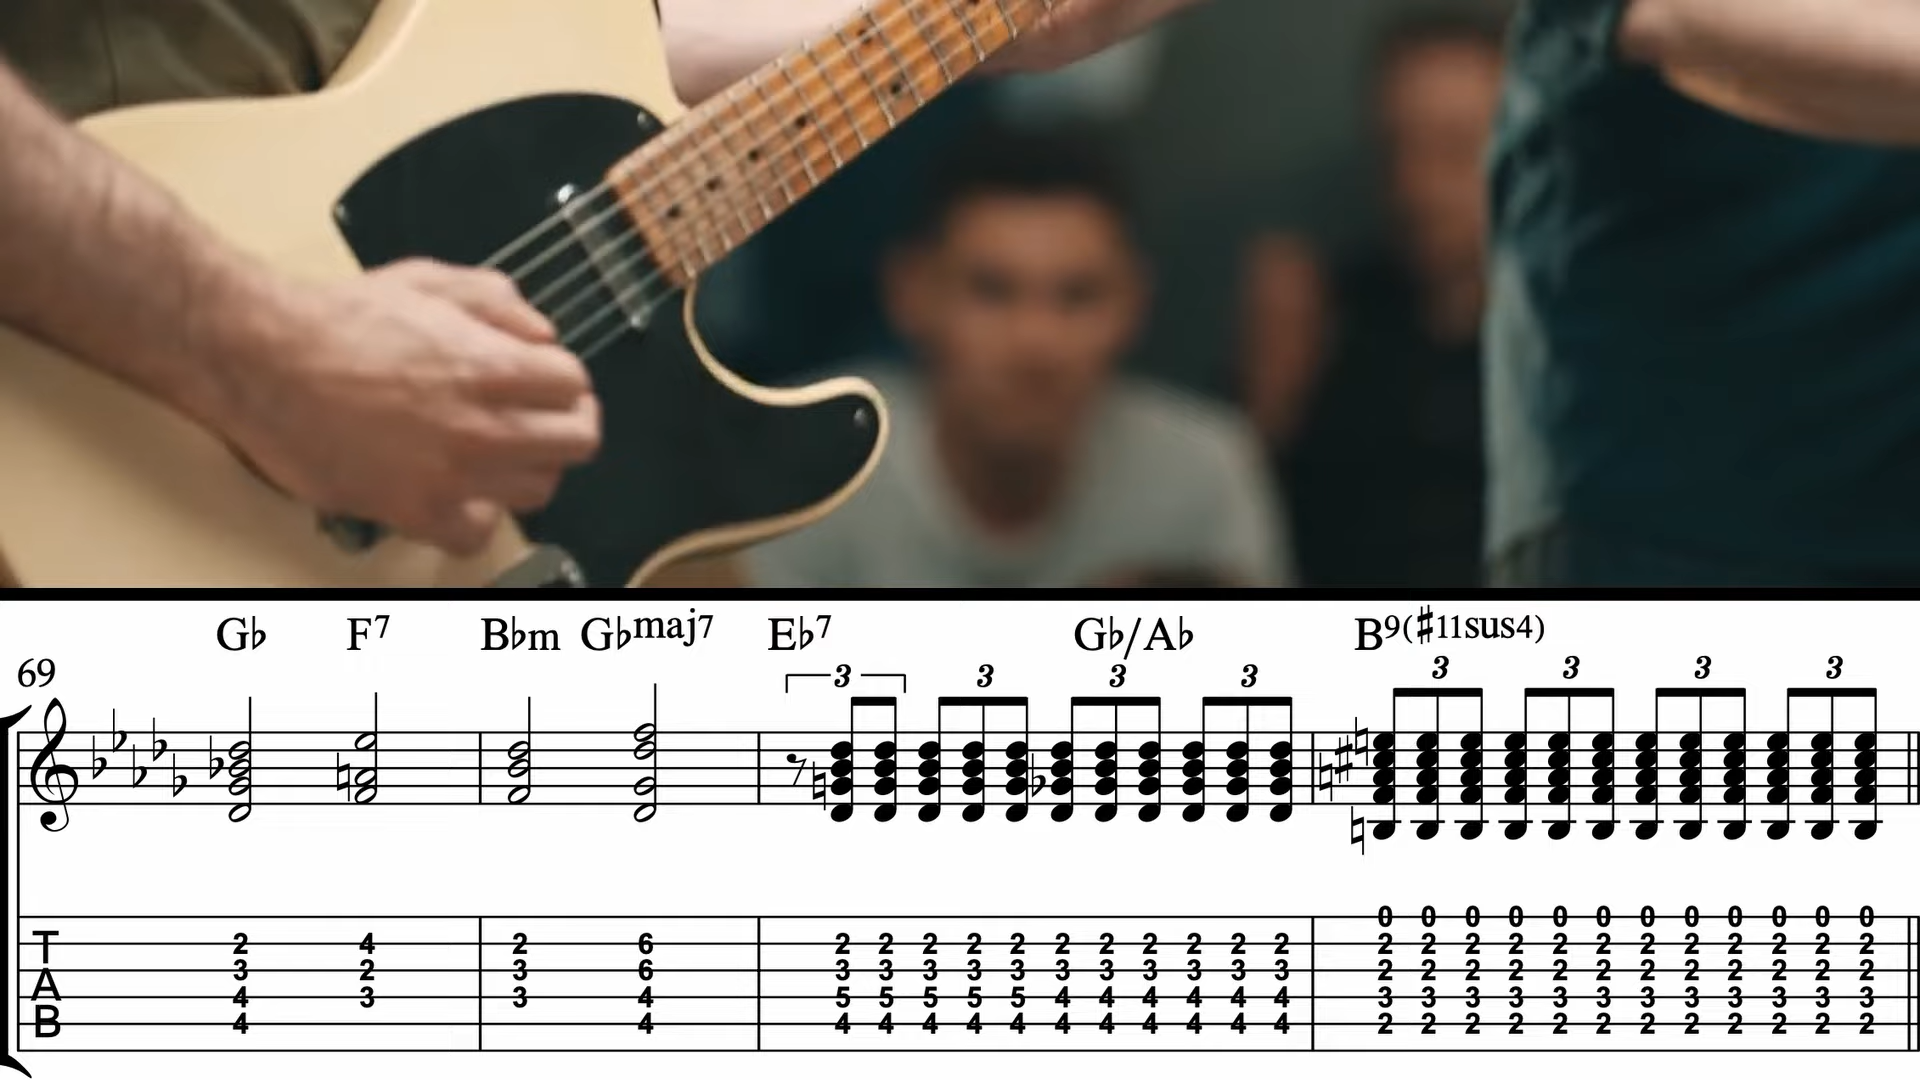 G♭ F7 B♭m G♭maj7 E♭7 G♭/A♭ B9(♯11sus4)
69 3 3 3 3 3 3 3 3
0 0 0 0 0 0 0 0 0 0 0 0
T 2 4 2 6 2 2 2 2 2 2 2 2 2 2 2 2 2 2 2 2 2 2 2 2 2 2 2
3 2 3 6 3 3 3 3 3 3 3 3 3 3 3 2 2 2 2 2 2 2 2 2 2 2 2
A 4 3 3 4 5 5 5 5 5 4 4 4 4 4 4 3 3 3 3 3 3 3 3 3 3 3 3
B 4 4 4 4 4 4 4 4 4 4 4 4 4 2 2 2 2 2 2 2 2 2 2 2 2